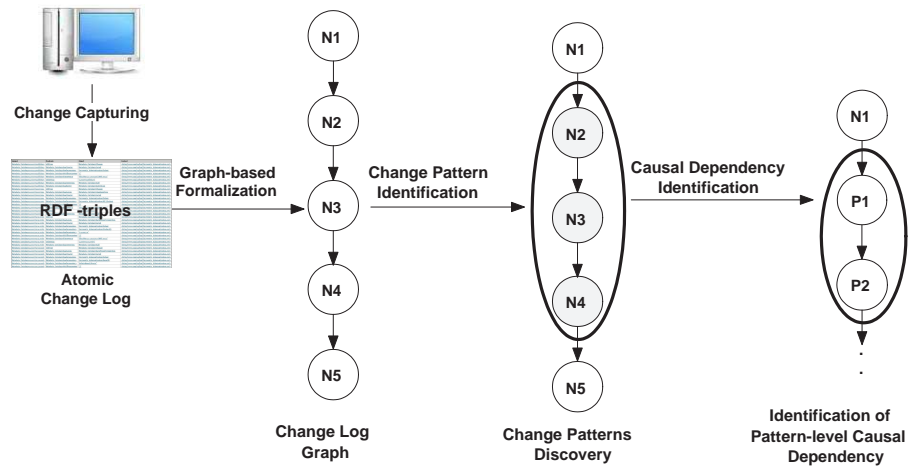 Change Capturing
RDF -triples
Atomic
Change Log
Graph-based
Formalization
N1
N2
N3
N4
N5
Change Log
Graph
Change Pattern
Identification
N1
N2
N3
N4
N5
Change Patterns
Discovery
Causal Dependency
Identification
N1
P1
P2
.
.
Identification of
Pattern-level Causal
Dependency